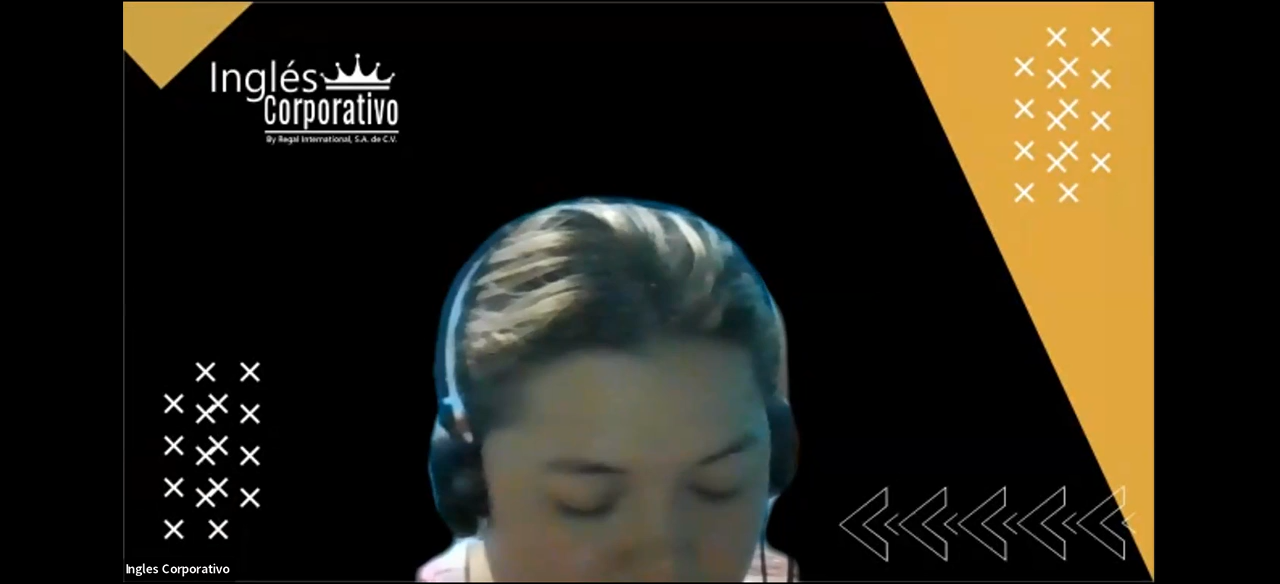 Inglés
Corporativo
By Regal International, S.A. de C.V.
Ingles Corporativo